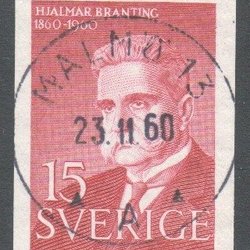 HJALMAR BRANTING
1860-1960
MALMÖ 13
23.11.60
15
SVERIGE
A